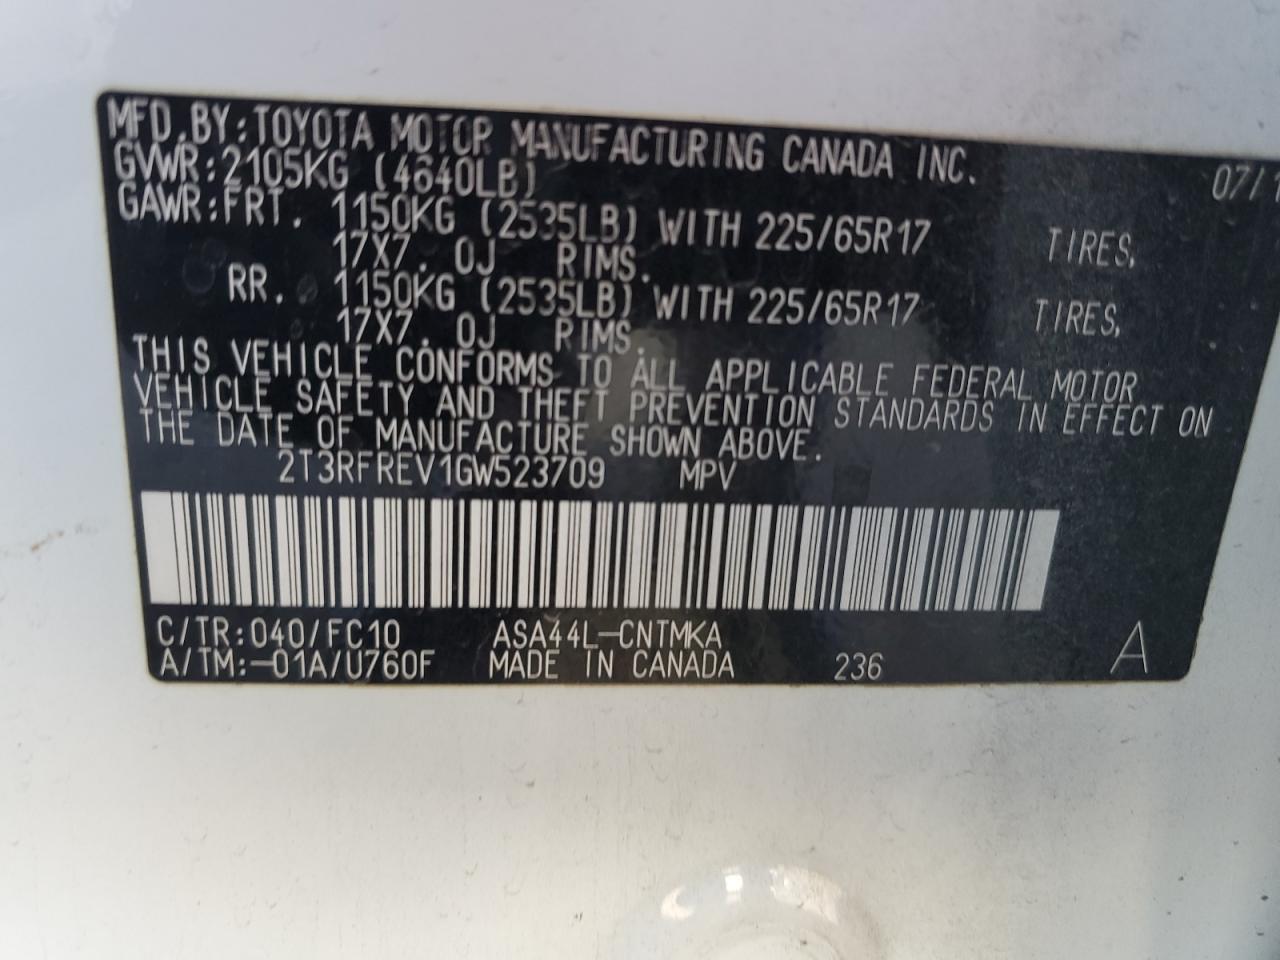 MFD.BY:TOYOTA MOTOR MANUFACTURING CANADA INC.
GVWR:2105KG (4640LB) 07/1
GAWR:FRT. 1150KG (2535LB) WITH 225/65R17 TIRES,
17X7. 0J RIMS.
RR. 1150KG (2535LB) WITH 225/65R17 TIRES,
17X7. 0J RIMS.
THIS VEHICLE CONFORMS TO ALL APPLICABLE FEDERAL MOTOR
VEHICLE SAFETY AND THEFT PREVENTION STANDARDS IN EFFECT ON
THE DATE OF MANUFACTURE SHOWN ABOVE.
2T3RFREV1GW523709 MPV
C/TR:040/FC10 ASA44L-CNTMKA
A/TM:-01A/U760F MADE IN CANADA 236 A